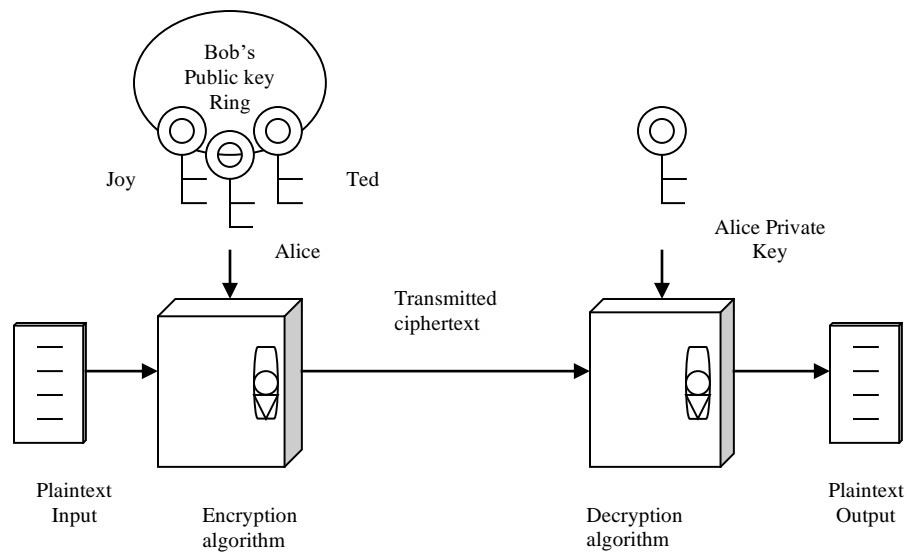 Bob's
Public key
Ring
Joy
Ted
Alice
Alice Private
Key
Transmitted
ciphertext
Plaintext
Input
Encryption
algorithm
Decryption
algorithm
Plaintext
Output